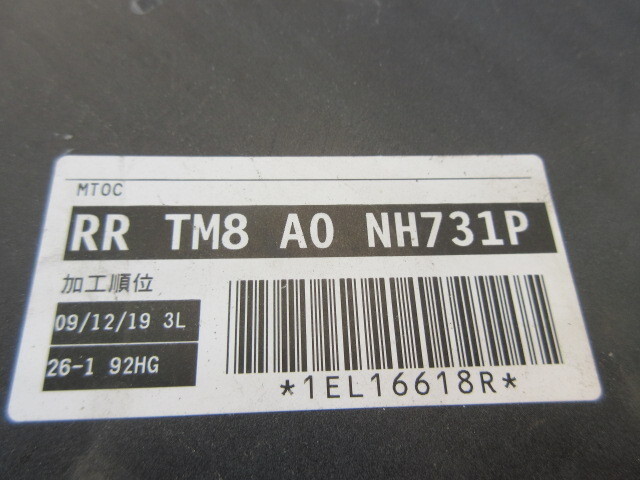 MTOC
RR TM8 A0 NH731P
加工順位
09/12/19 3L
26-1 92HG
*1EL16618R*